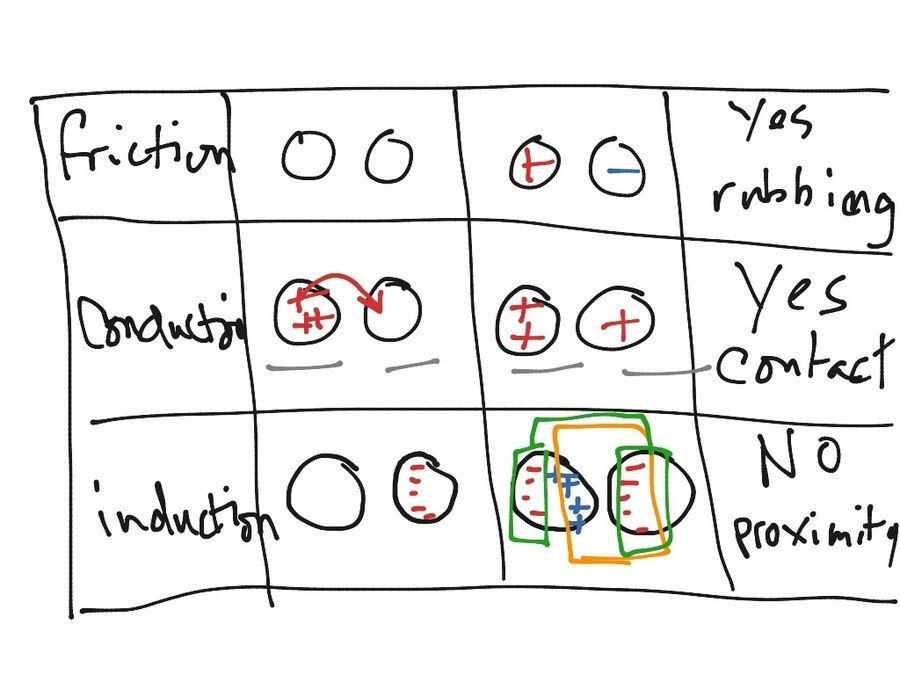 friction
+ −
Yes
rubbing
Conduction
+ ++
+ + +
Yes
contact
induction
NO
proximity